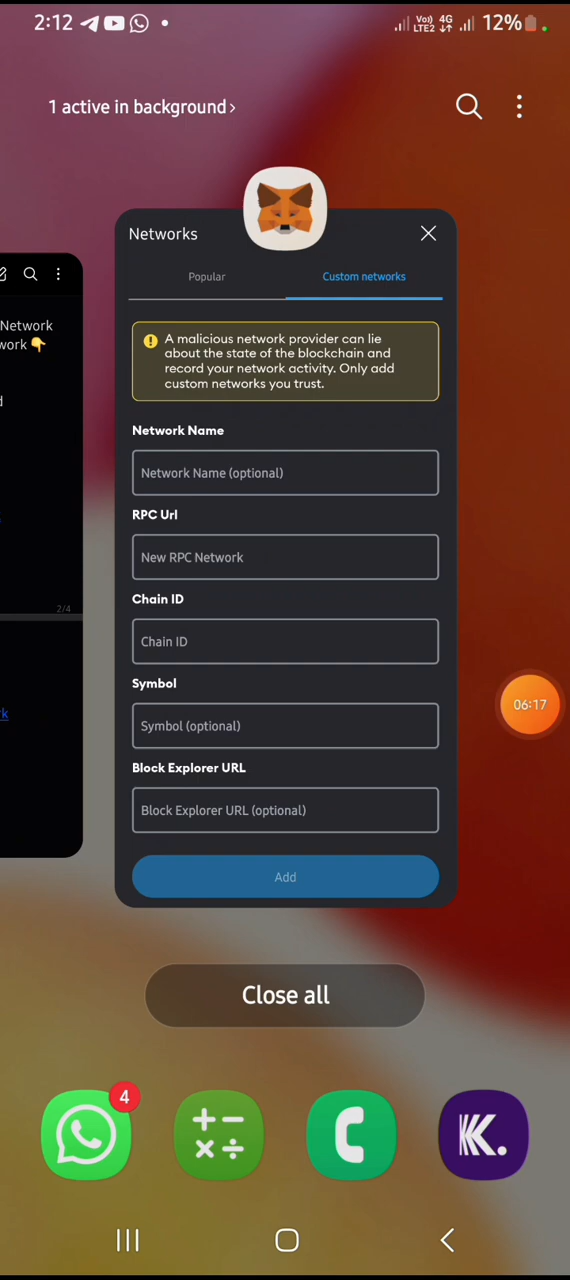 2:12
Vo) 4G
LTE2 12%
1 active in background>
Networks
Popular
Custom networks
Network
work 👇
d
A malicious network provider can lie
about the state of the blockchain and
record your network activity. Only add
custom networks you trust.
Network Name
Network Name (optional)
RPC Url
New RPC Network
Chain ID
2/4
Chain ID
Symbol
rk
Symbol (optional)
06:17
Block Explorer URL
Block Explorer URL (optional)
Add
Close all
4
K.